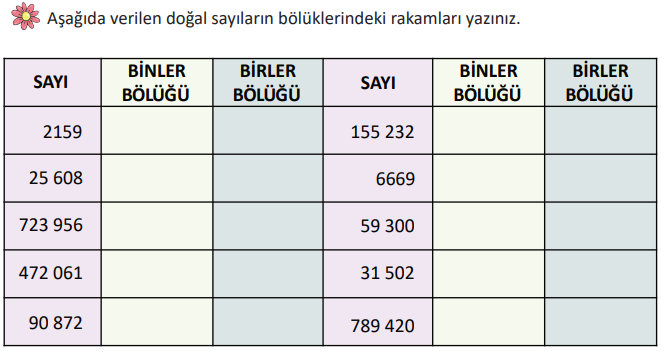 Aşağıda verilen doğal sayıların bölüklerindeki rakamları yazınız.
SAYI BİNLER BÖLÜĞÜ BİRLER BÖLÜĞÜ SAYI BİNLER BÖLÜĞÜ BİRLER BÖLÜĞÜ
2159 155 232
25 608 6669
723 956 59 300
472 061 31 502
90 872 789 420